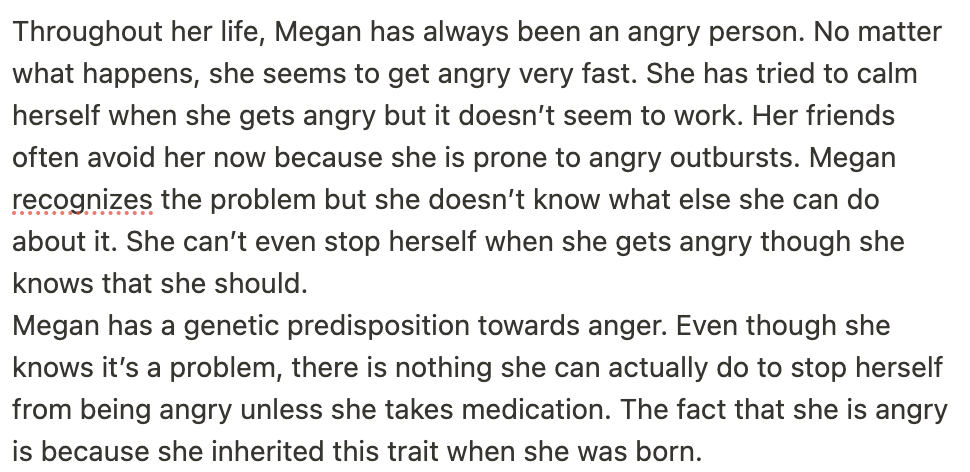 Throughout her life, Megan has always been an angry person. No matter
what happens, she seems to get angry very fast. She has tried to calm
herself when she gets angry but it doesn’t seem to work. Her friends
often avoid her now because she is prone to angry outbursts. Megan
recognizes the problem but she doesn’t know what else she can do
about it. She can’t even stop herself when she gets angry though she
knows that she should.
Megan has a genetic predisposition towards anger. Even though she
knows it’s a problem, there is nothing she can actually do to stop herself
from being angry unless she takes medication. The fact that she is angry
is because she inherited this trait when she was born.